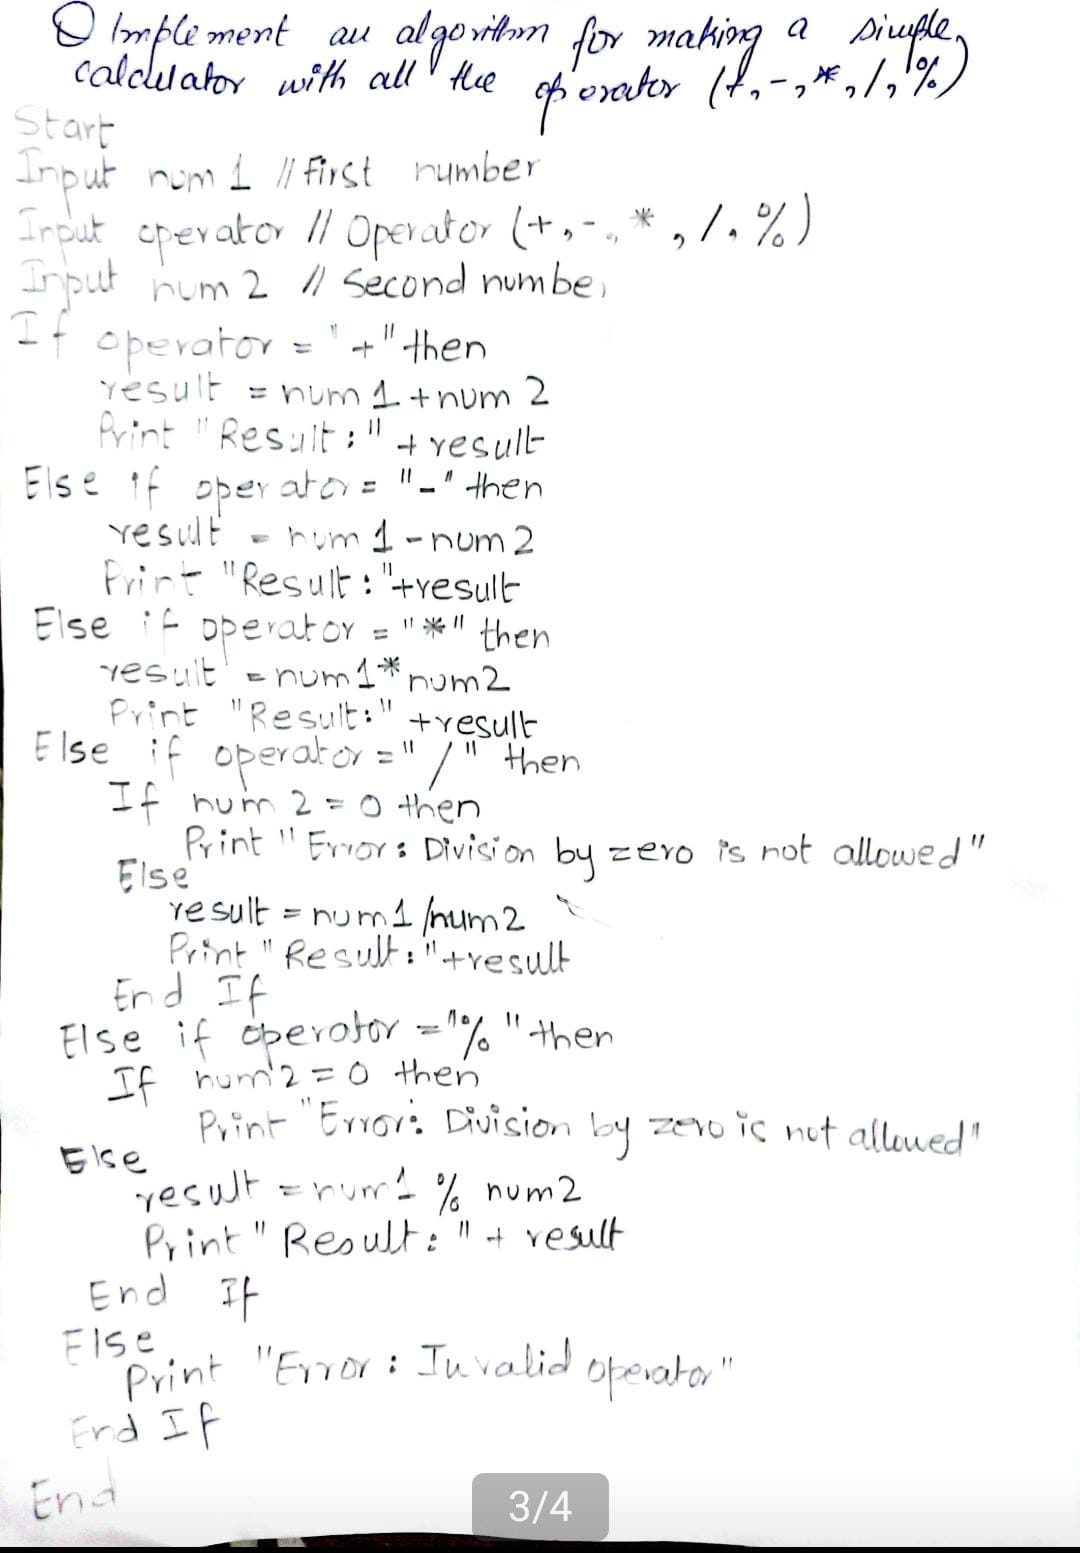 Q Implement an algorithm for making a simple
calculator with all the operator (+,-,*,/,%)
Start
Input num 1 // First number
Input operator // Operator (+,-,*,/,%)
Input num 2 // Second number
If operator = "+" then
result = num 1 + num 2
Print "Result:" + result
Else if operator = "-" then
result = num 1 - num 2
Print "Result:" + result
Else if operator = "*" then
result = num1 * num2
Print "Result:" + result
Else if operator = "/" then
If num 2 = 0 then
Print "Error: Division by zero is not allowed"
Else
result = num1 / num2
Print "Result:" + result
End If
Else if operator = "%" then
If num 2 = 0 then
Print "Error: Division by zero is not allowed"
Else
result = num1 % num2
Print "Result:" + result
End If
Else
Print "Error: Invalid operator"
End If
End
3/4